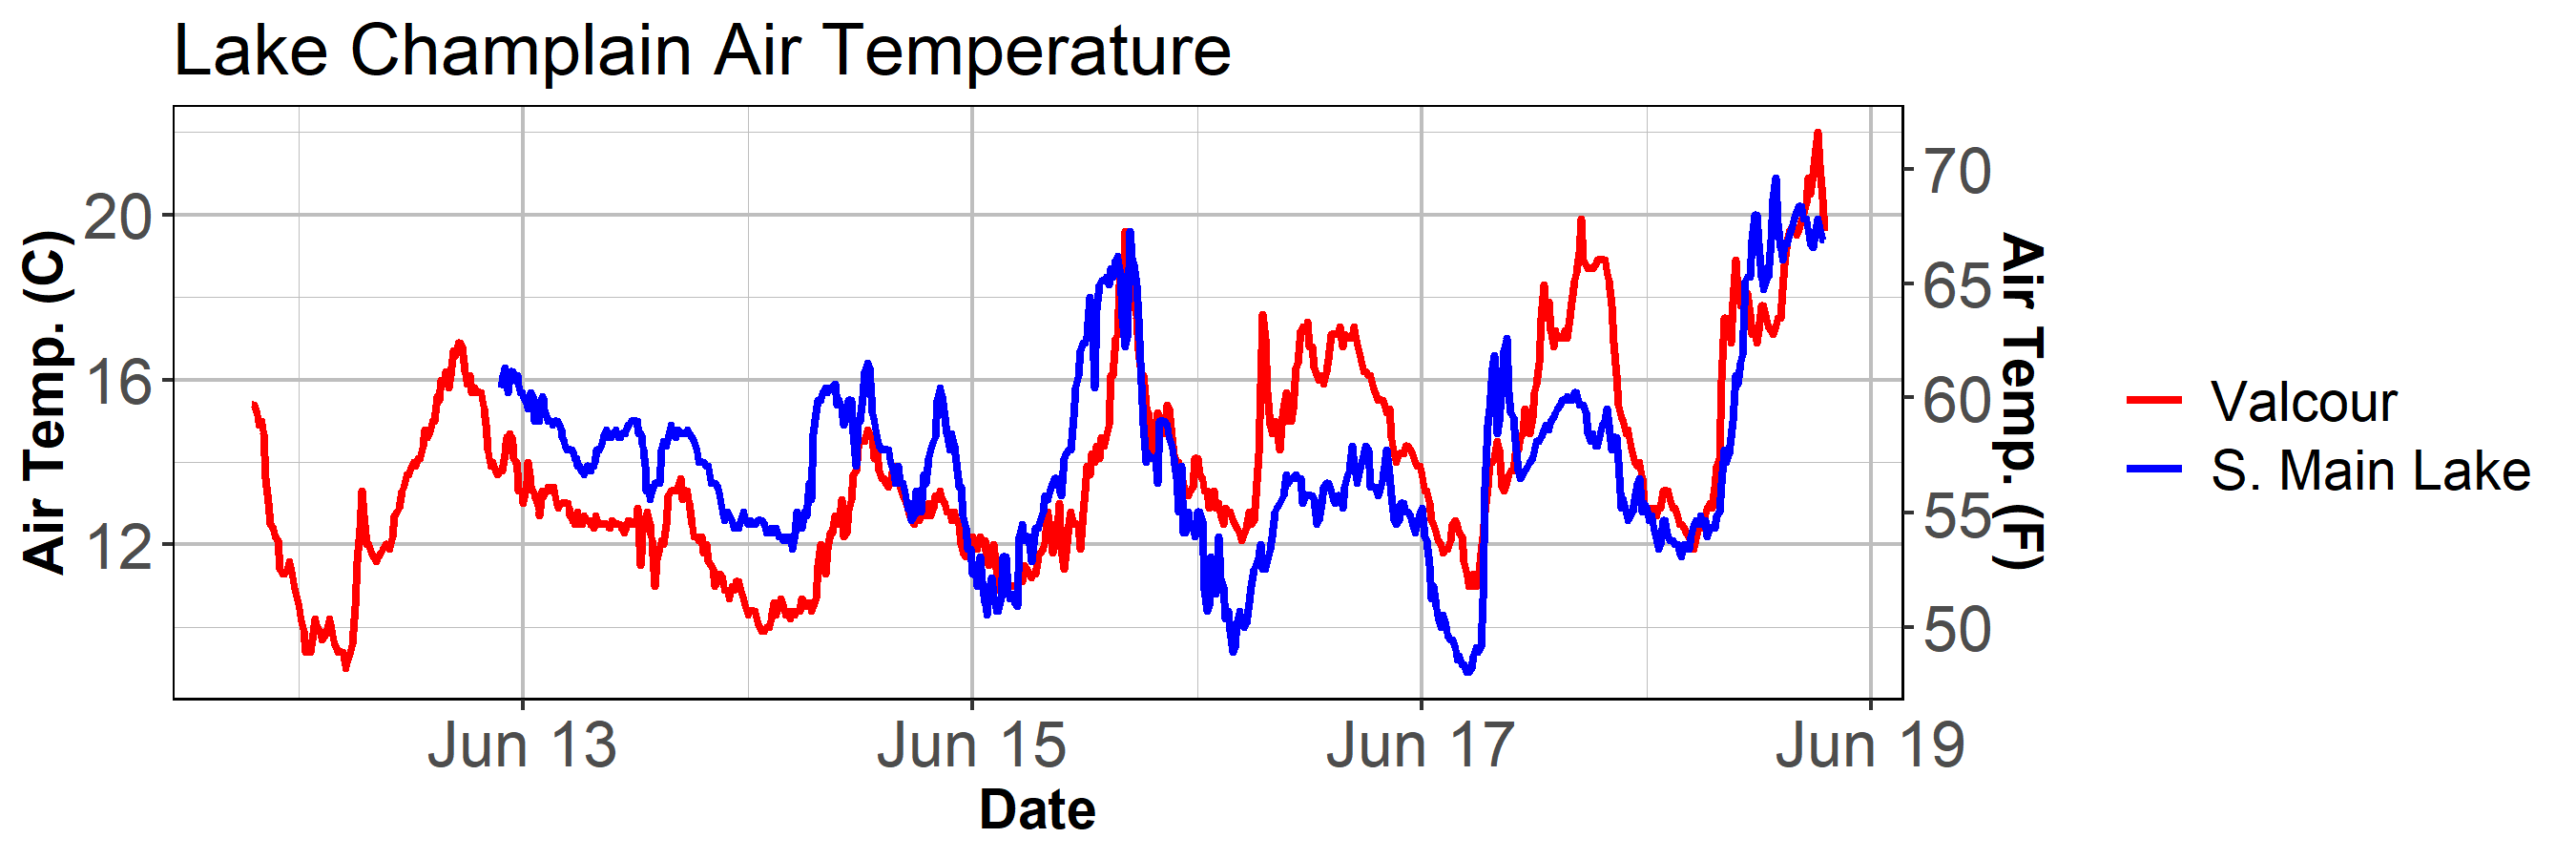 Lake Champlain Air Temperature
Air Temp. (C)
20
16
12
70
65
60
55
50
Air Temp. (F)
Jun 13
Jun 15
Jun 17
Jun 19
Date
Valcour
S. Main Lake